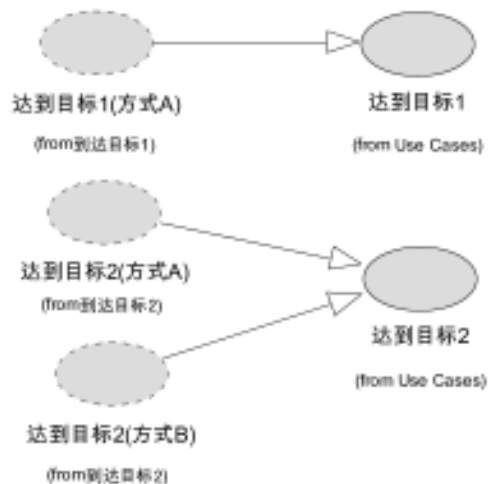 达到目标1(方式A)
(from到达目标1)
达到目标1
(from Use Cases)
达到目标2(方式A)
(from到达目标2)
达到目标2
(from Use Cases)
达到目标2(方式B)
(from到达目标2)